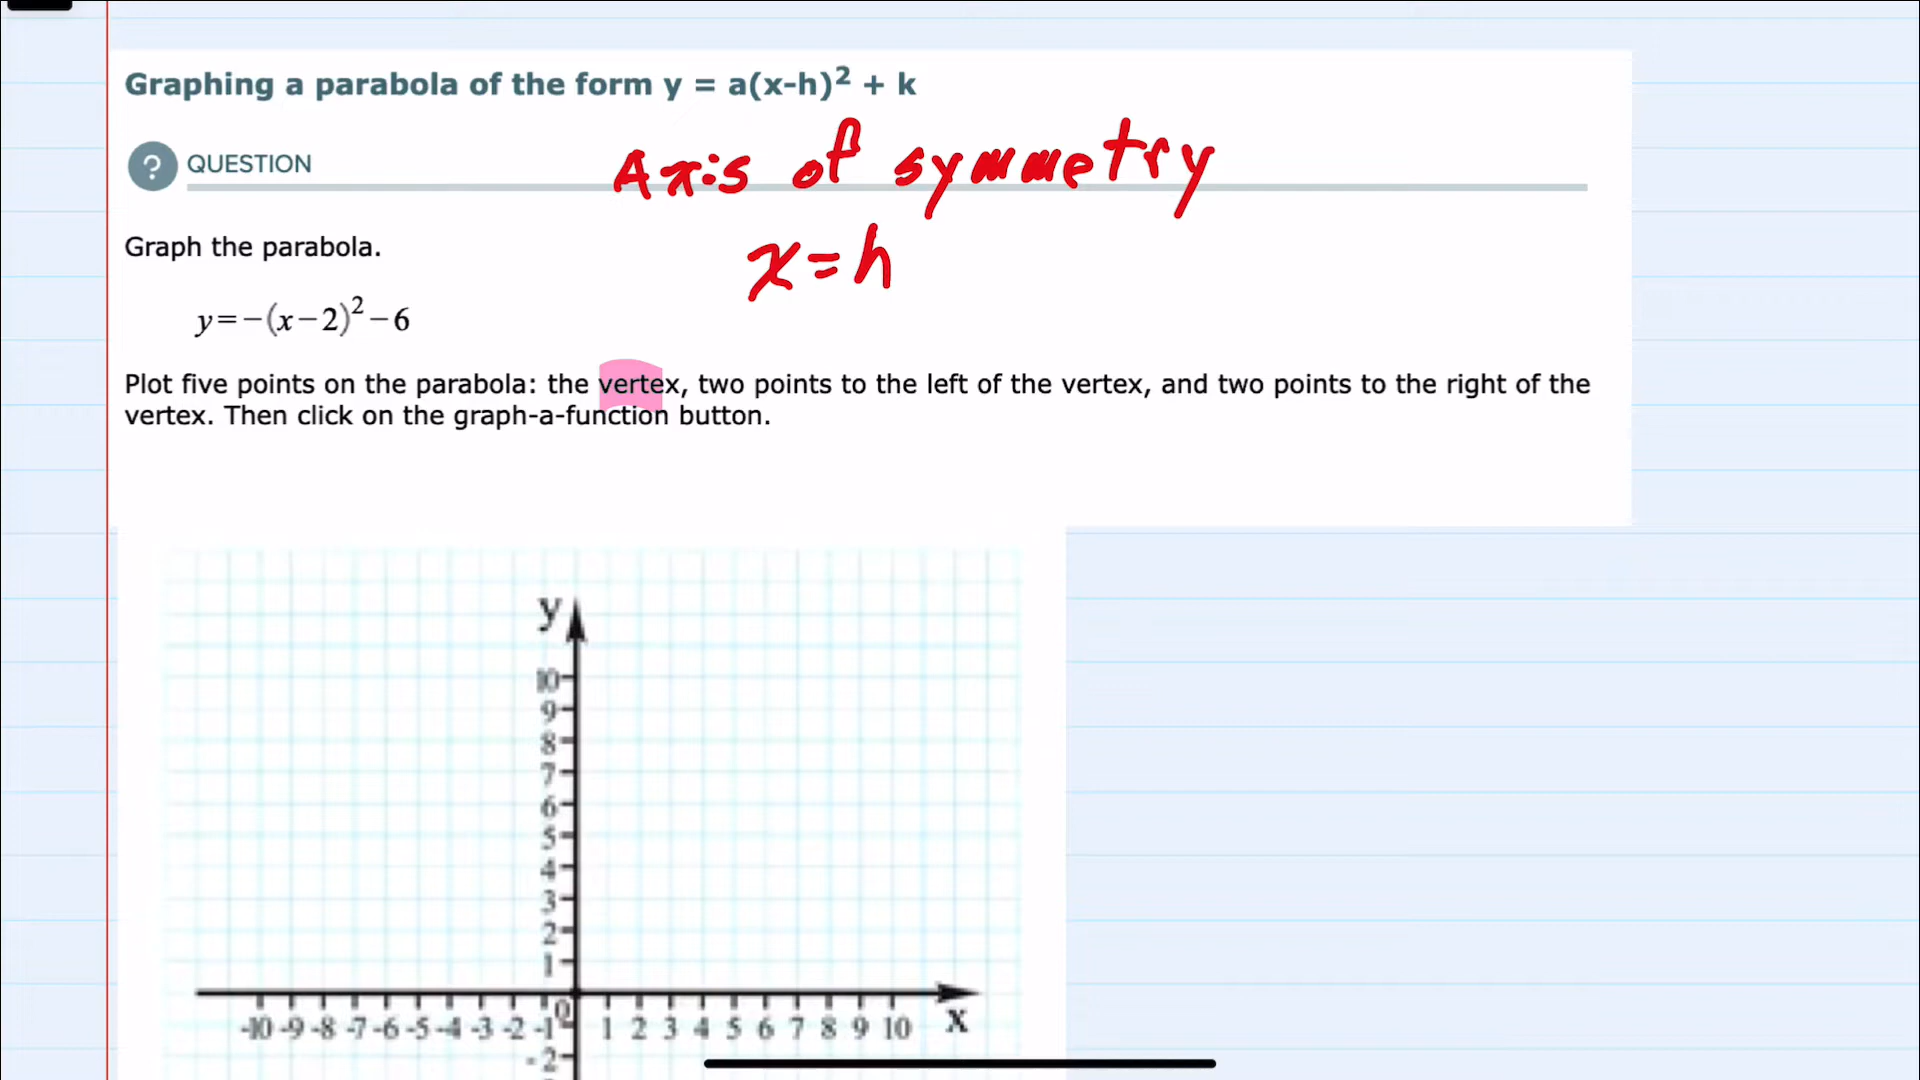 Graphing a parabola of the form y = a(x-h)² + k
? QUESTION
Axis of symmetry
x=h
Graph the parabola.
y=−(x−2)²−6
Plot five points on the parabola: the vertex, two points to the left of the vertex, and two points to the right of the
vertex. Then click on the graph-a-function button.
y
10
9
8
7
6
5
4
3
2
1
0
-10 -9 -8 -7 -6 -5 -4 -3 -2 -1 1 2 3 4 5 6 7 8 9 10 x
-2